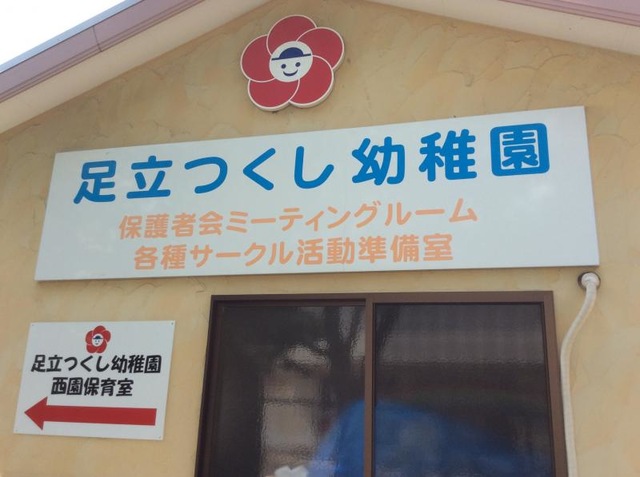 足立つくし幼稚園
保護者会ミーティングルーム
各種サークル活動準備室
足立つくし幼稚園
西園保育室